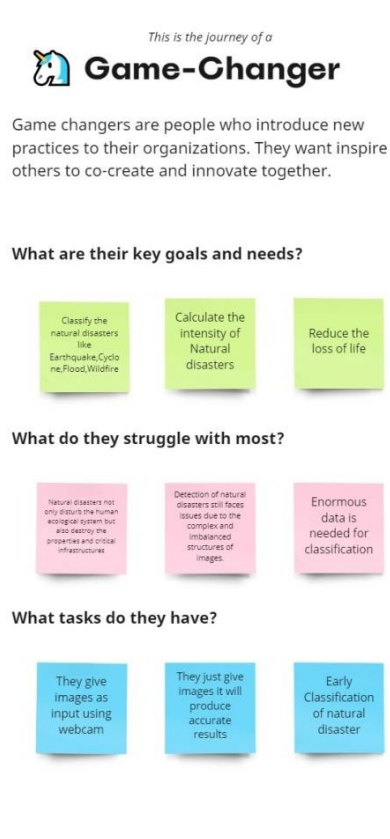 This is the journey of a
Game-Changer
Game changers are people who introduce new
practices to their organizations. They want inspire
others to co-create and innovate together.
What are their key goals and needs?
Classify the
natural disasters
like
Earthquake,Cyclo
ne,Flood,Wildfire
Calculate the
intensity of
Natural
disasters
Reduce the
loss of life
What do they struggle with most?
Natural disasters not
only disturb the human
ecological system but
also destroy the
properties and critical
infrastructures
Detection of natural
disasters still faces
issues due to the
complex and
imbalanced
structures of
images.
Enormous
data is
needed for
classification
What tasks do they have?
They give
images as
input using
webcam
They just give
images it will
produce
accurate
results
Early
Classification
of natural
disaster